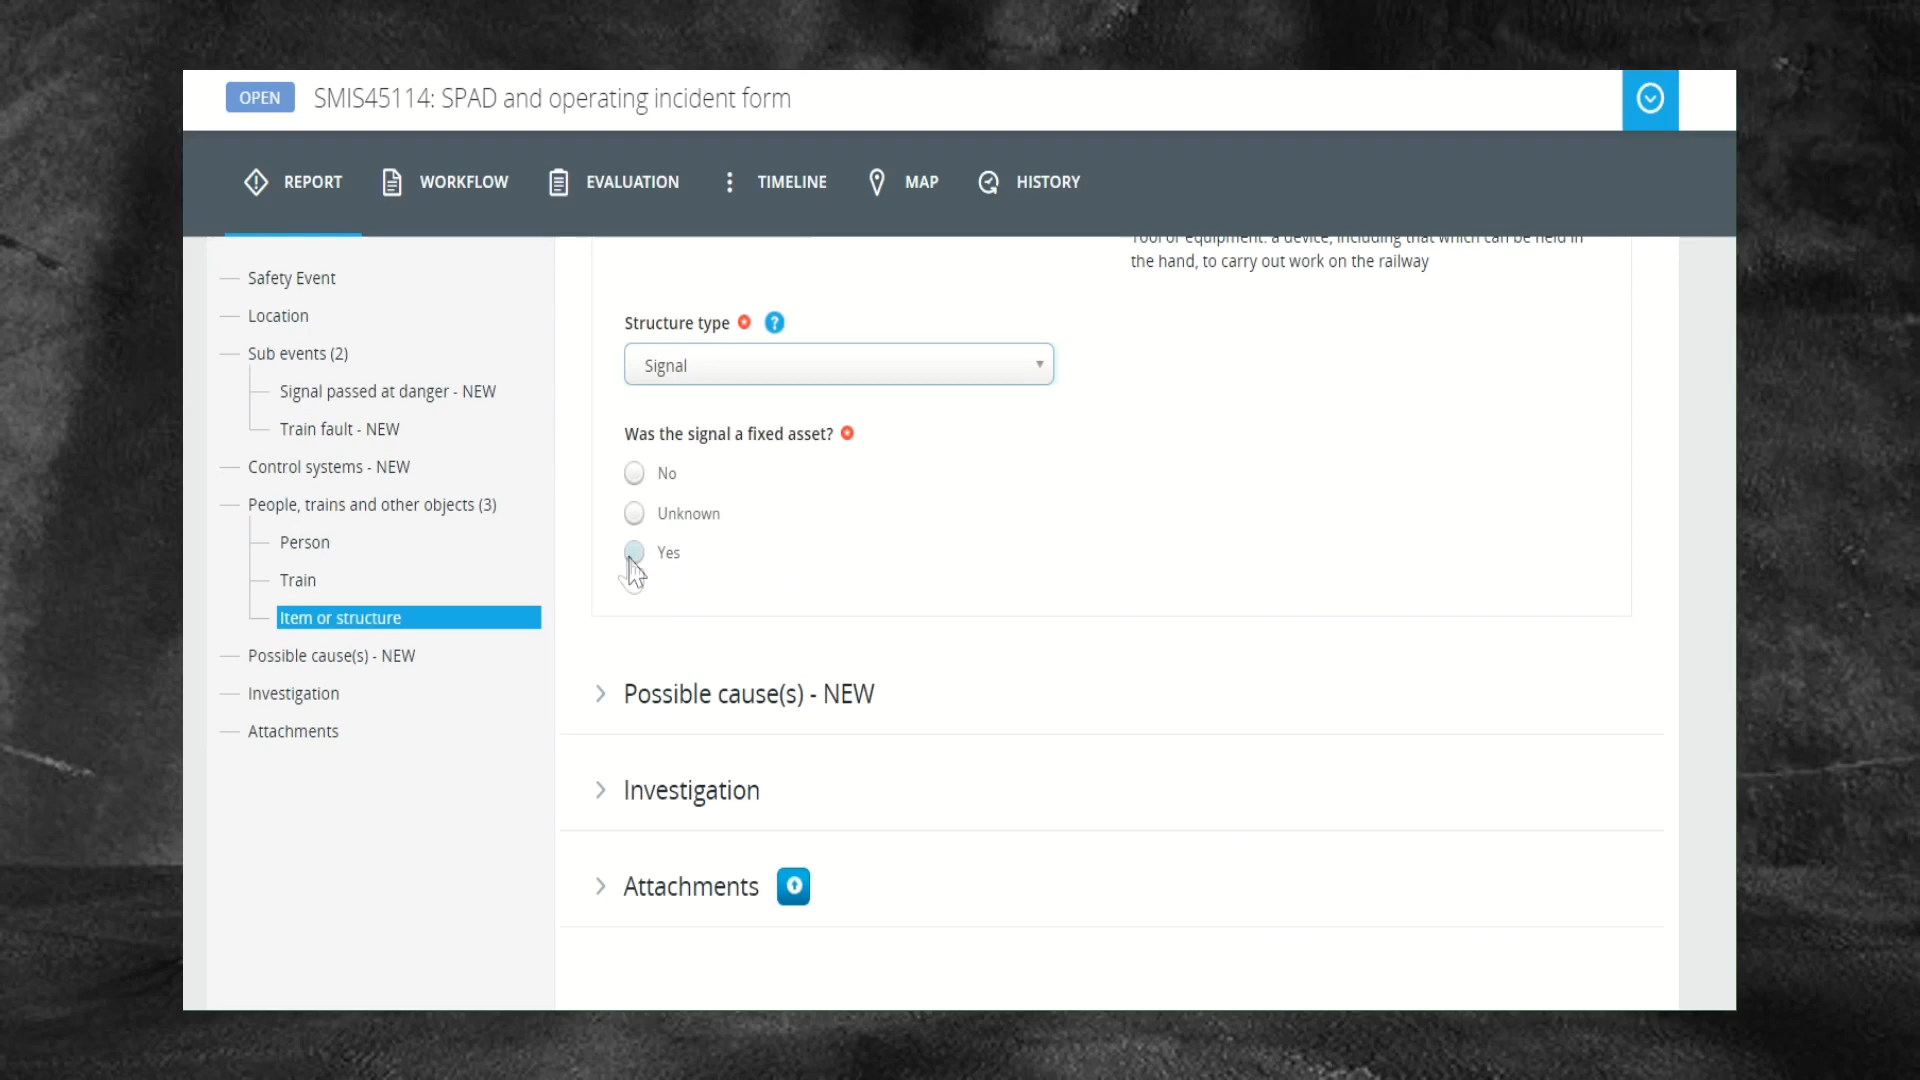 OPEN SMIS45114: SPAD and operating incident form
REPORT WORKFLOW EVALUATION TIMELINE MAP HISTORY
Tool or equipment: a device, including that which can be held in
the hand, to carry out work on the railway
Safety Event
Location
Sub events (2)
Signal passed at danger - NEW
Train fault - NEW
Control systems - NEW
People, trains and other objects (3)
Person
Train
Item or structure
Possible cause(s) - NEW
Investigation
Attachments
Structure type ?
Signal
Was the signal a fixed asset?
No
Unknown
Yes
Possible cause(s) - NEW
Investigation
Attachments